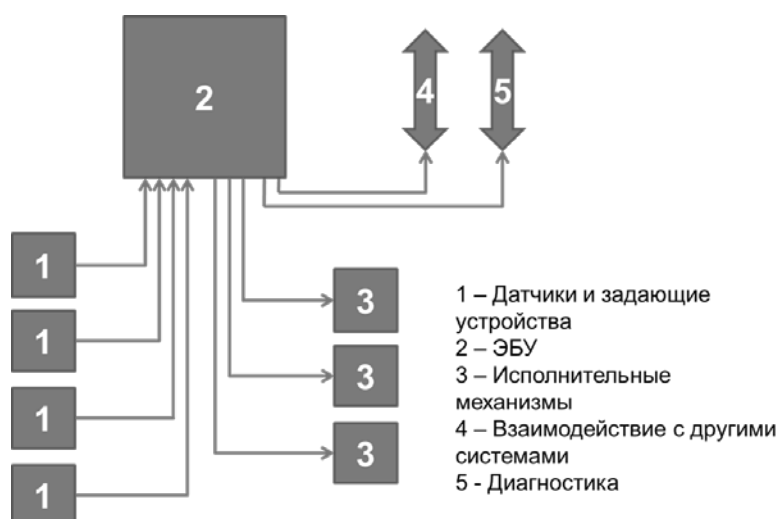 2
4
5
1
1
1
1
3
3
3
1 – Датчики и задающие
устройства
2 – ЭБУ
3 – Исполнительные
механизмы
4 – Взаимодействие с другими
системами
5 - Диагностика